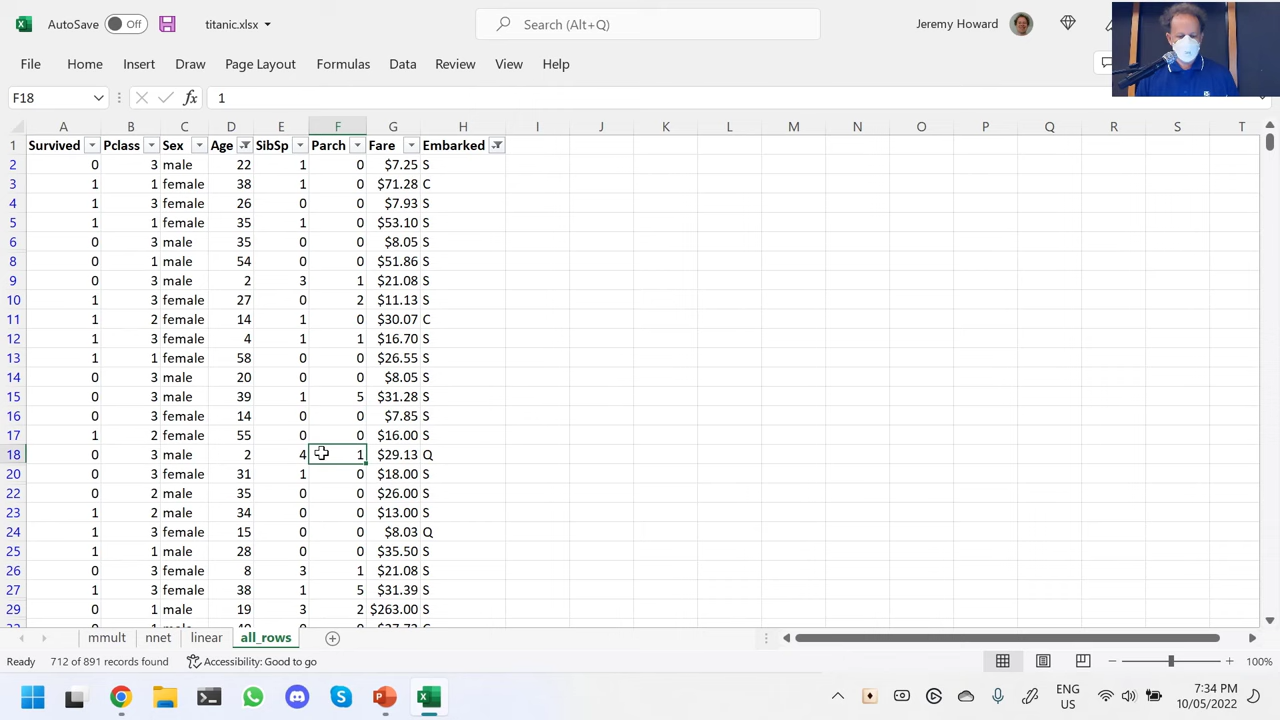 AutoSave Off titanic.xlsx Search (Alt+Q) Jeremy Howard
File Home Insert Draw Page Layout Formulas Data Review View Help
F18 fx 1
A B C D E F G H I J K L M N O P Q R S T
1 Survived Pclass Sex Age SibSp Parch Fare Embarked
2 0 3 male 22 1 0 $7.25 S
3 1 1 female 38 1 0 $71.28 C
4 1 3 female 26 0 0 $7.93 S
5 1 1 female 35 1 0 $53.10 S
6 0 3 male 35 0 0 $8.05 S
8 0 1 male 54 0 0 $51.86 S
9 0 3 male 2 3 1 $21.08 S
10 1 3 female 27 0 2 $11.13 S
11 1 2 female 14 1 0 $30.07 C
12 1 3 female 4 1 1 $16.70 S
13 1 1 female 58 0 0 $26.55 S
14 0 3 male 20 0 0 $8.05 S
15 0 3 male 39 1 5 $31.28 S
16 0 3 female 14 0 0 $7.85 S
17 1 2 female 55 0 0 $16.00 S
18 0 3 male 2 4 1 $29.13 Q
20 0 3 female 31 1 0 $18.00 S
22 0 2 male 35 0 0 $26.00 S
23 1 2 male 34 0 0 $13.00 S
24 1 3 female 15 0 0 $8.03 Q
25 1 1 male 28 0 0 $35.50 S
26 0 3 female 8 3 1 $21.08 S
27 1 3 female 38 1 5 $31.39 S
29 0 1 male 19 3 2 $263.00 S
mmult nnet linear all_rows
Ready 712 of 891 records found Accessibility: Good to go 100%
ENG 7:34 PM
US 10/05/2022